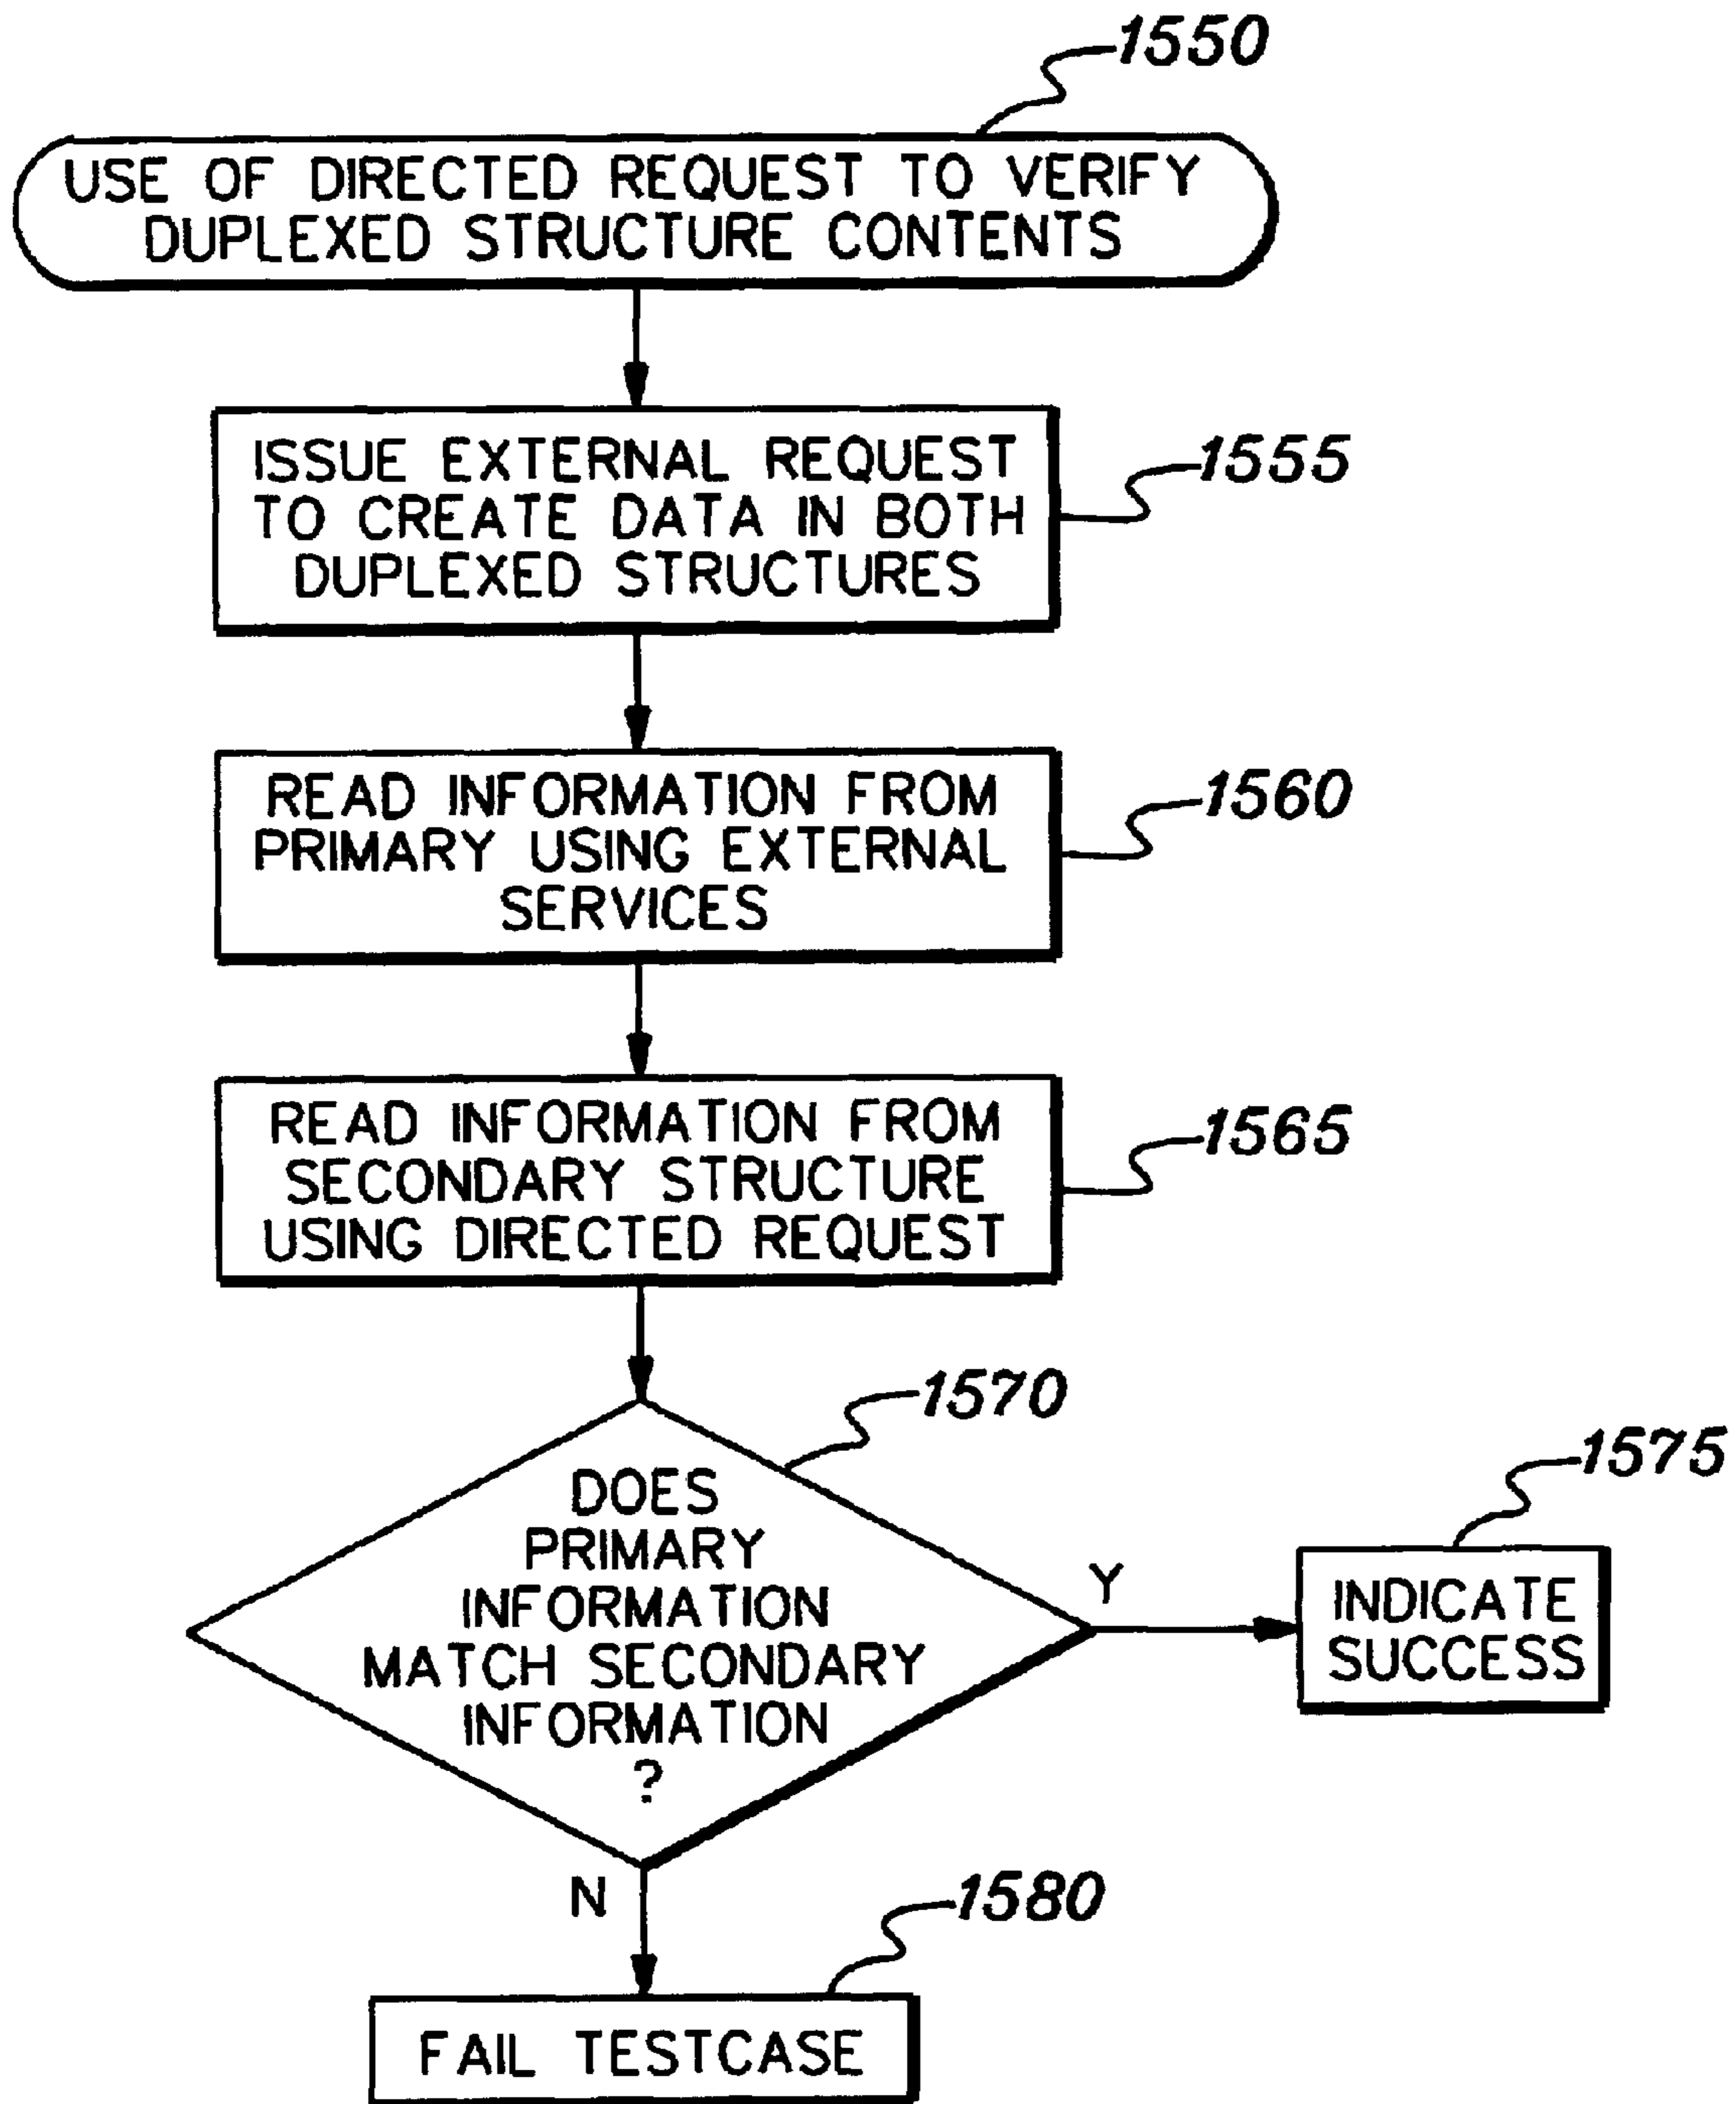 1550
USE OF DIRECTED REQUEST TO VERIFY
DUPLEXED STRUCTURE CONTENTS
ISSUE EXTERNAL REQUEST
TO CREATE DATA IN BOTH
DUPLEXED STRUCTURES
1555
READ INFORMATION FROM
PRIMARY USING EXTERNAL
SERVICES
1560
READ INFORMATION FROM
SECONDARY STRUCTURE
USING DIRECTED REQUEST
1565
1570
DOES
PRIMARY
INFORMATION
MATCH SECONDARY
INFORMATION
?
Y
1575
INDICATE
SUCCESS
N
1580
FAIL TESTCASE